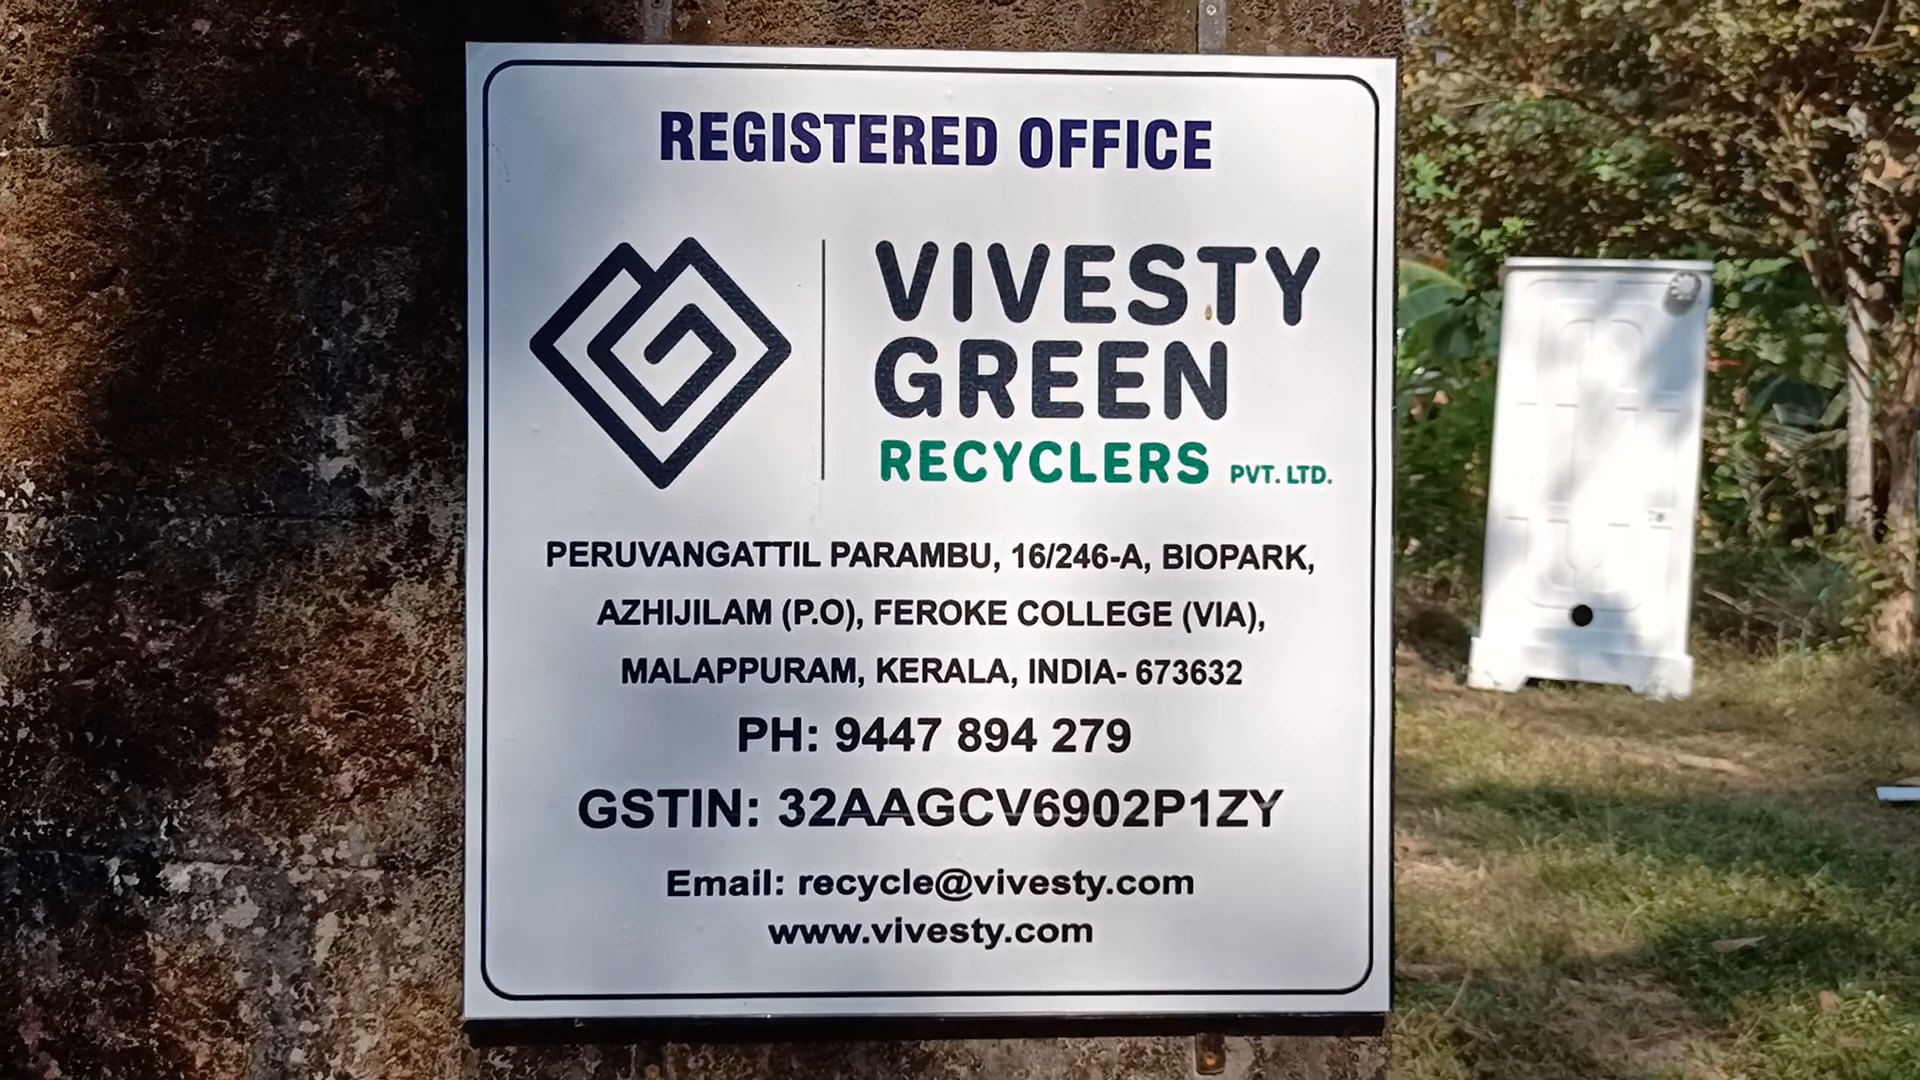 REGISTERED OFFICE
VIVESTY
GREEN
RECYCLERS PVT. LTD.
PERUVANGATTIL PARAMBU, 16/246-A, BIOPARK,
AZHIJILAM (P.O), FEROKE COLLEGE (VIA),
MALAPPURAM, KERALA, INDIA- 673632
PH: 9447 894 279
GSTIN: 32AAGCV6902P1ZY
Email: recycle@vivesty.com
www.vivesty.com